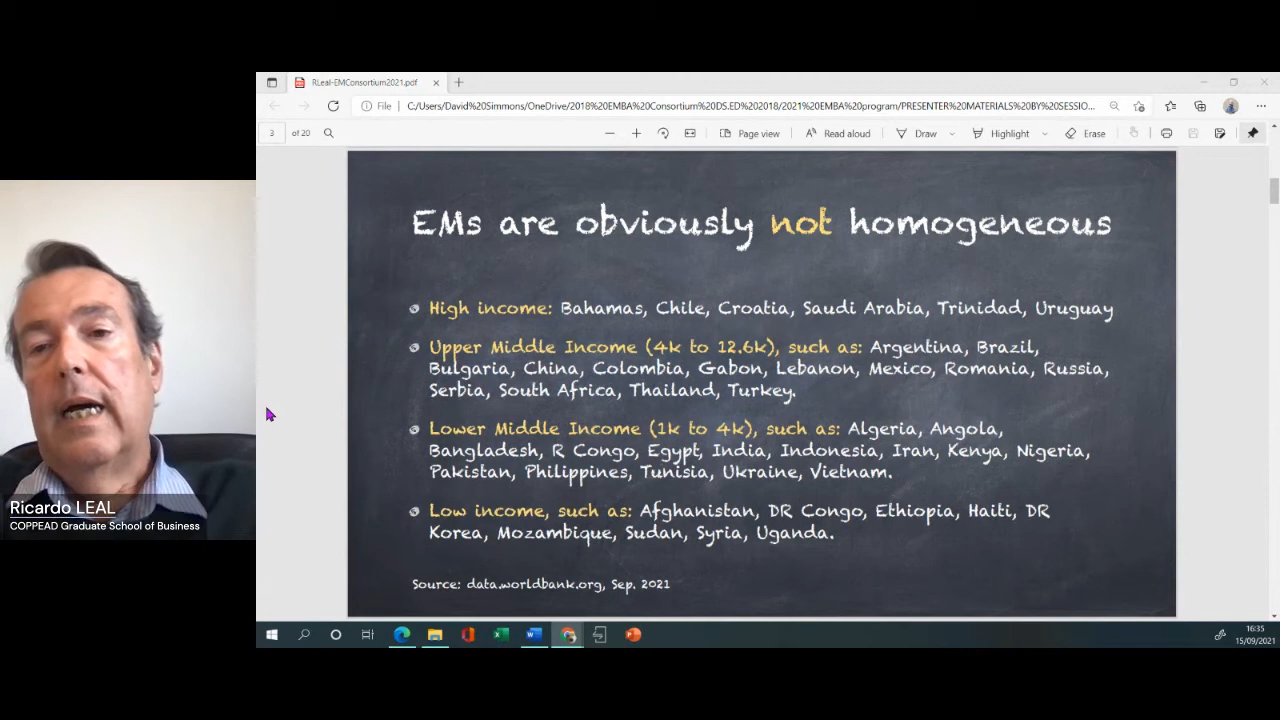 RLeal-EMConsortium2021.pdf
File
C:/Users/David%20Simmons/OneDrive/2018%20EMBA%20Consortium%20DS.ED%202018/2021%20EMBA%20program/PRESENTER%20MATERIALS%20BY%20SESSIO...
3 of 20
Page view
Read aloud
Draw
Highlight
Erase
EMs are obviously not homogeneous
High income: Bahamas, Chile, Croatia, Saudi Arabia, Trinidad, Uruguay
Upper Middle Income (4k to 12.6k), such as: Argentina, Brazil,
Bulgaria, China, Colombia, Gabon, Lebanon, Mexico, Romania, Russia,
Serbia, South Africa, Thailand, Turkey.
Lower Middle Income (1k to 4k), such as: Algeria, Angola,
Bangladesh, R Congo, Egypt, India, Indonesia, Iran, Kenya, Nigeria,
Pakistan, Philippines, Tunisia, Ukraine, Vietnam.
Low income, such as: Afghanistan, DR Congo, Ethiopia, Haiti, DR
Korea, Mozambique, Sudan, Syria, Uganda.
Source: data.worldbank.org, Sep. 2021
Ricardo LEAL
COPPEAD Graduate School of Business
16:35
15/09/2021